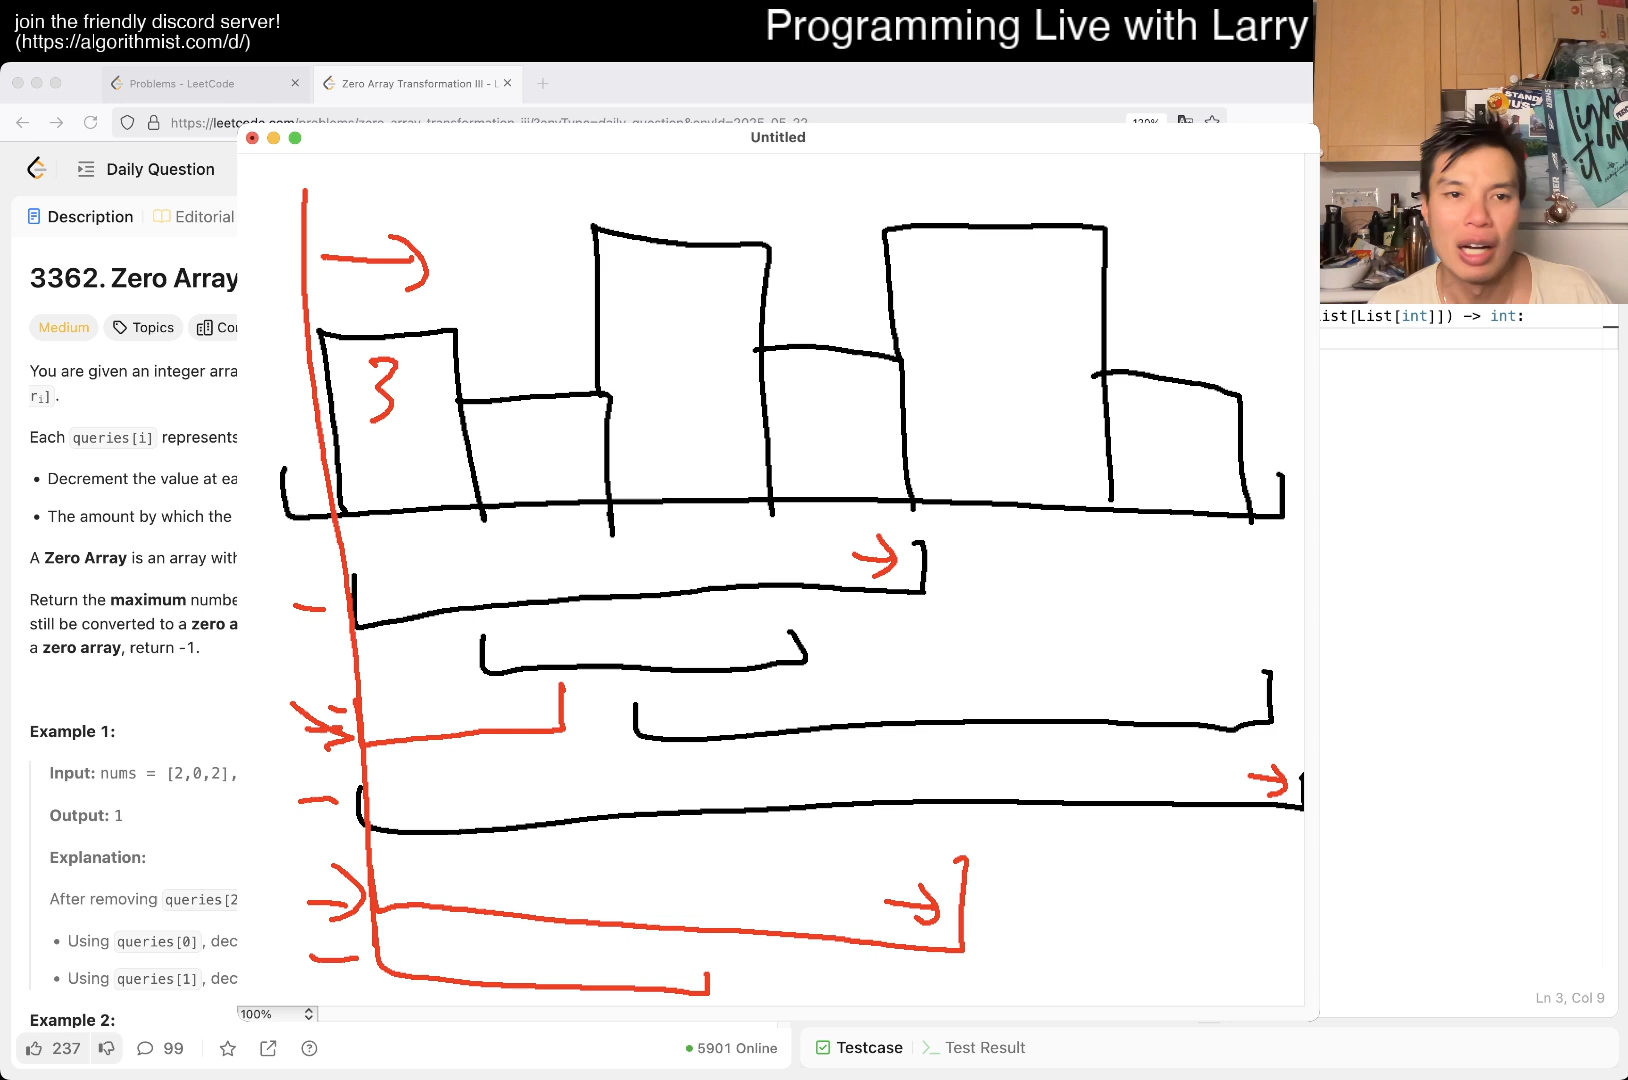 join the friendly discord server!
(https://algorithmist.com/d/)
Programming Live with Larry
Problems - LeetCode
Zero Array Transformation III - L
Daily Question
Untitled
Description
Editorial
3362. Zero Array
Medium
Topics
Con
You are given an integer arra
ri] .
Each queries[i] represents
• Decrement the value at ea
• The amount by which the
A Zero Array is an array with
Return the maximum numbe
still be converted to a zero a
a zero array, return -1.
Example 1:
Input: nums = [2,0,2],
Output: 1
Explanation:
After removing queries[2
• Using queries[0] , dec
• Using queries[1] , dec
Example 2:
237
99
100%
5901 Online
3
ist[List[int]]) -> int:
Ln 3, Col 9
Testcase
Test Result
STAND